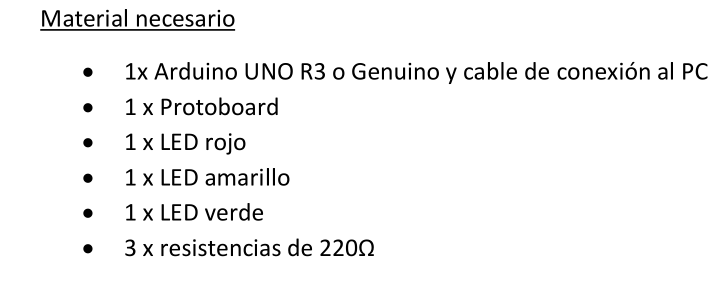 Material necesario
• 1x Arduino UNO R3 o Genuino y cable de conexión al PC
• 1 x Protoboard
• 1 x LED rojo
• 1 x LED amarillo
• 1 x LED verde
• 3 x resistencias de 220Ω